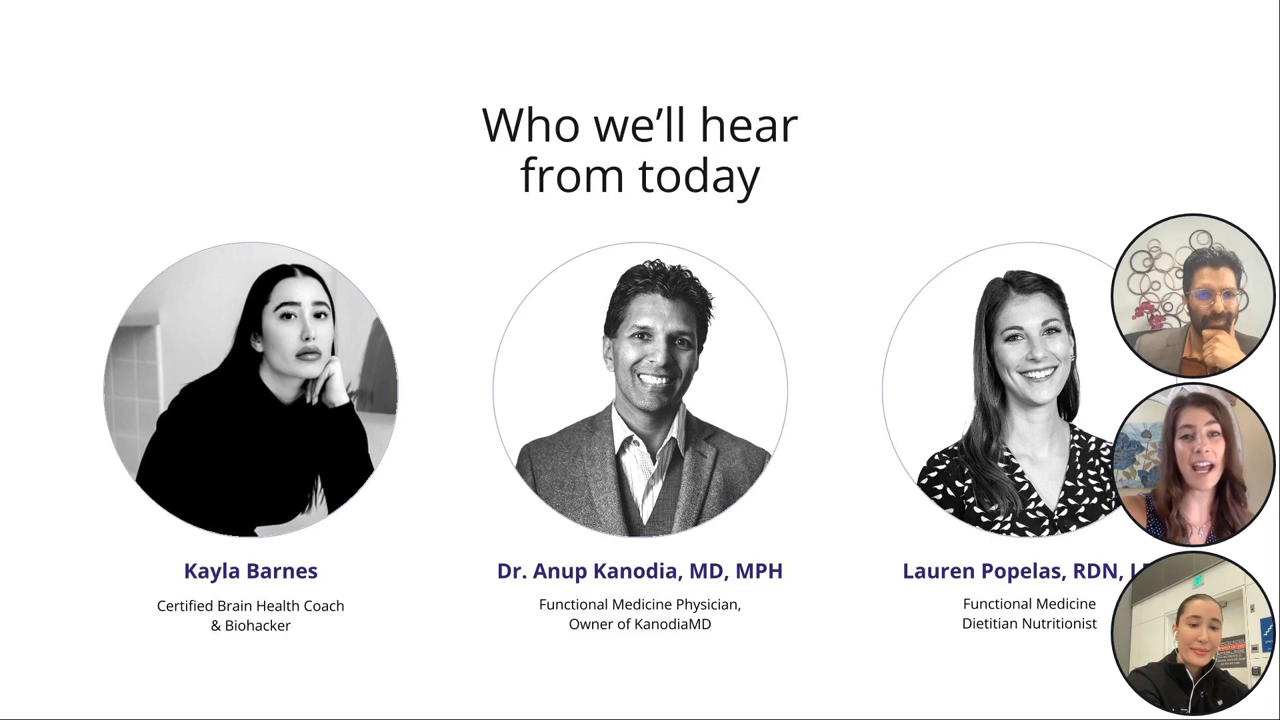 Who we’ll hear
from today
Kayla Barnes
Certified Brain Health Coach
& Biohacker
Dr. Anup Kanodia, MD, MPH
Functional Medicine Physician,
Owner of KanodiaMD
Lauren Popelas, RDN,
Functional Medicine
Dietitian Nutritionist